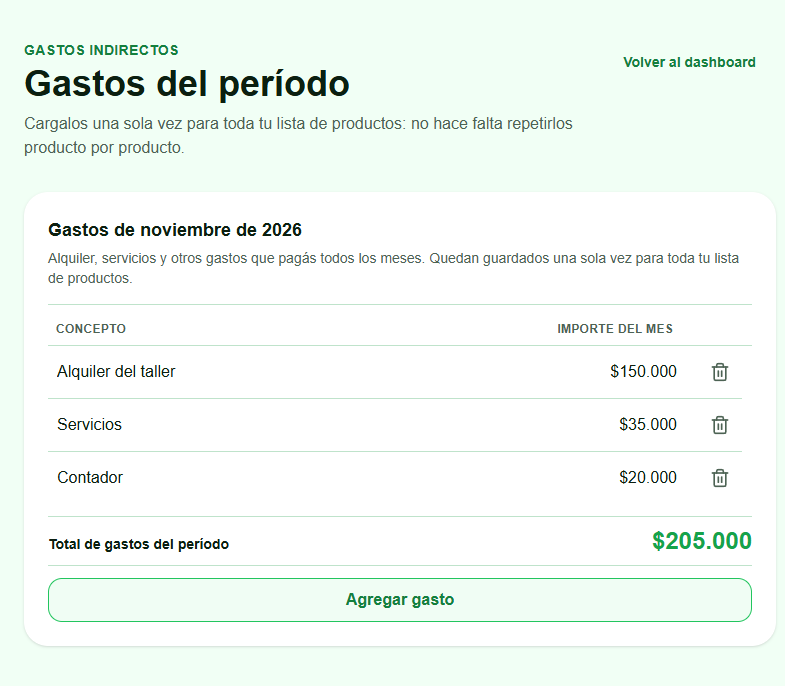 GASTOS INDIRECTOS
Volver al dashboard
Gastos del período
Cargalos una sola vez para toda tu lista de productos: no hace falta repetirlos
producto por producto.
Gastos de noviembre de 2026
Alquiler, servicios y otros gastos que pagás todos los meses. Quedan guardados una sola vez para toda tu lista
de productos.
CONCEPTO IMPORTE DEL MES
Alquiler del taller $150.000
Servicios $35.000
Contador $20.000
Total de gastos del período $205.000
Agregar gasto